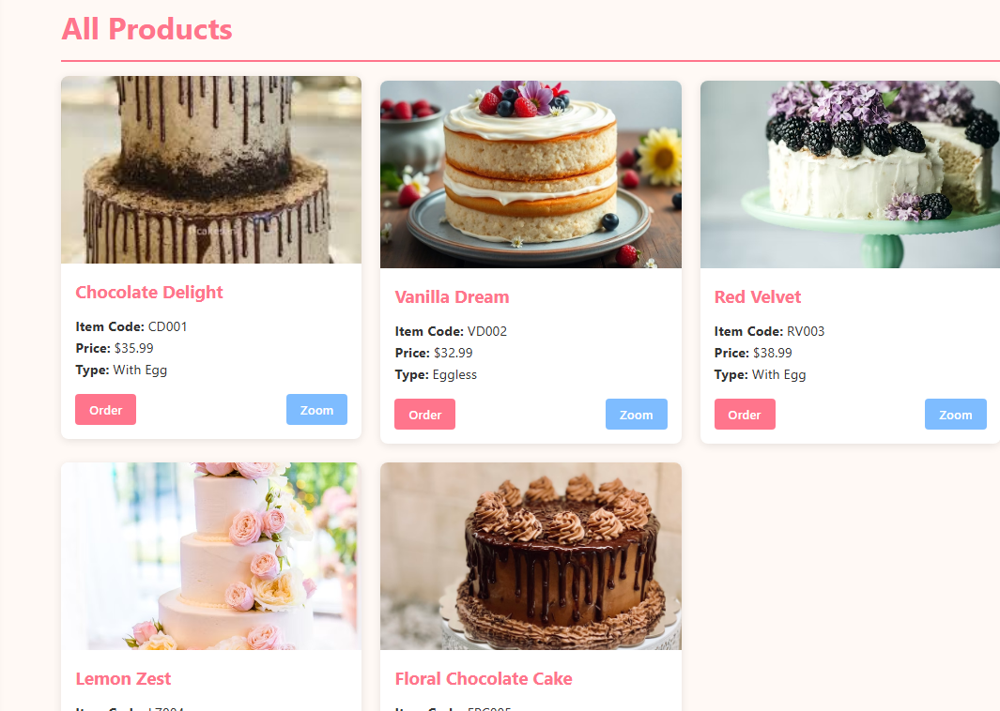 All Products
Chocolate Delight
Item Code: CD001
Price: $35.99
Type: With Egg
Order
Zoom
Vanilla Dream
Item Code: VD002
Price: $32.99
Type: Eggless
Order
Zoom
Red Velvet
Item Code: RV003
Price: $38.99
Type: With Egg
Order
Zoom
Lemon Zest
Floral Chocolate Cake